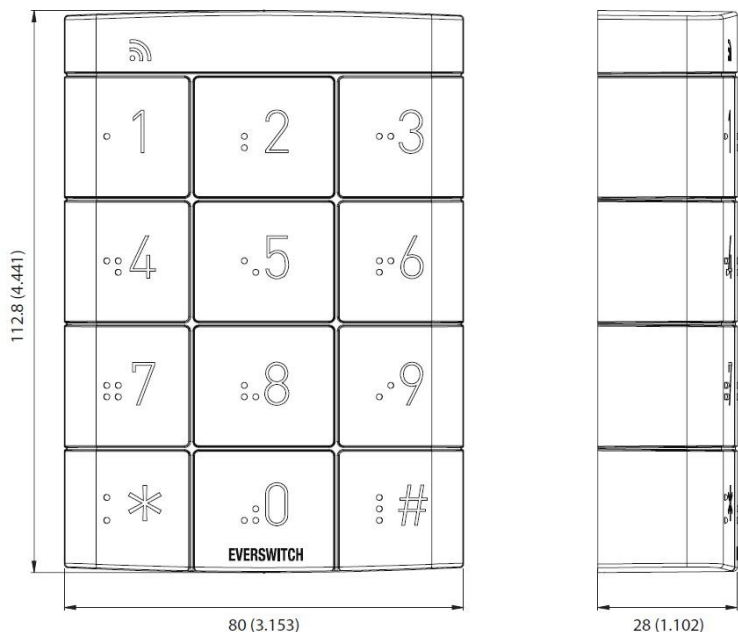 1 2 3
4 5 6
7 8 9
* 0 #
EVERSWITCH
112.8 (4.441)
80 (3.153)
28 (1.102)